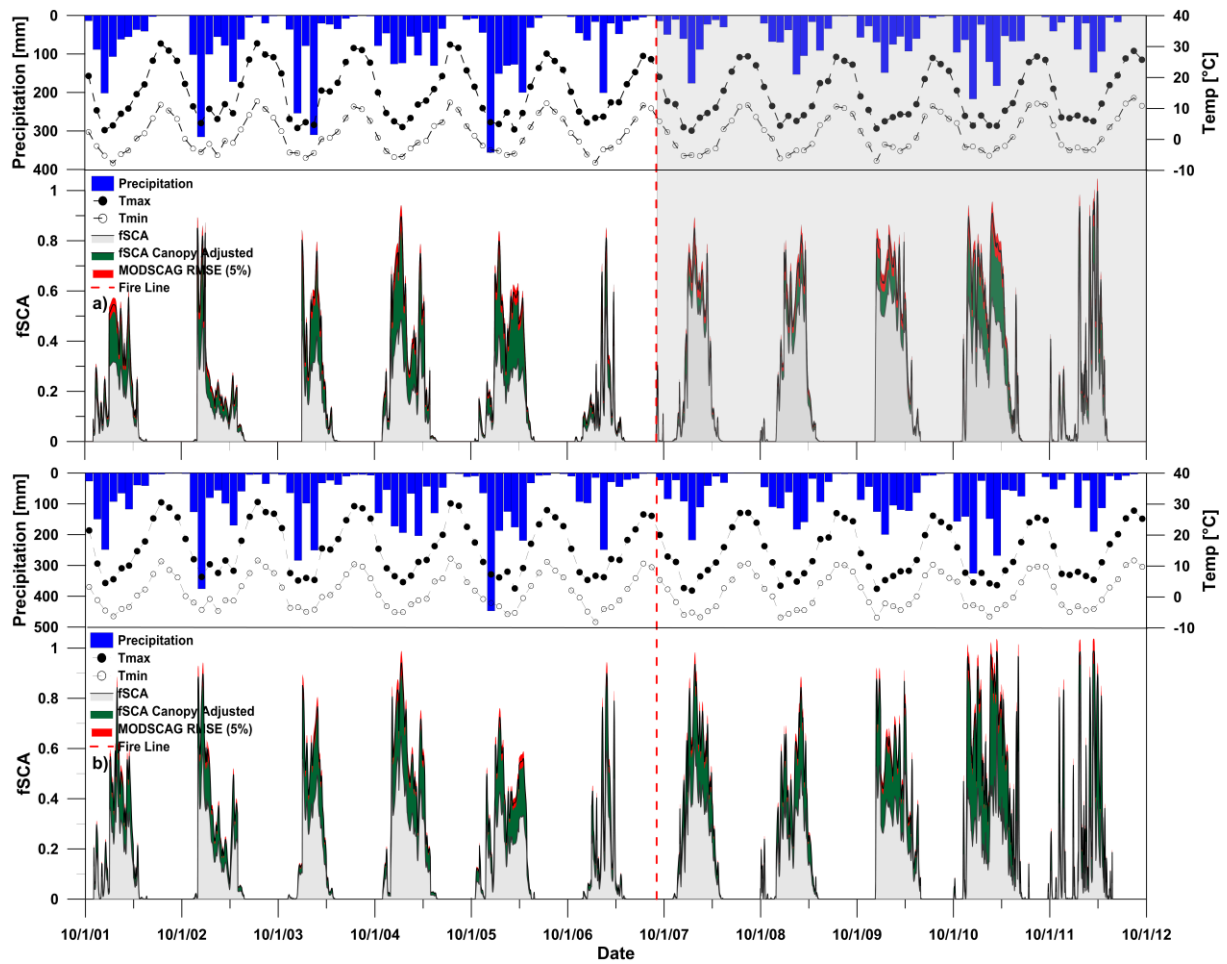 Precipitation [mm]
0
100
200
300
400
40
30
20
10
0
-10
Temp [°C]
Precipitation
Tmax
Tmin
fSCA
fSCA Canopy Adjusted
MODSCAG RMSE (5%)
Fire Line
a)
fSCA
1
0.8
0.6
0.4
0.2
0
Precipitation [mm]
0
100
200
300
400
500
40
30
20
10
0
-10
Temp [°C]
Precipitation
Tmax
Tmin
fSCA
fSCA Canopy Adjusted
MODSCAG RMSE (5%)
Fire Line
b)
fSCA
1
0.8
0.6
0.4
0.2
0
10/1/01 10/1/02 10/1/03 10/1/04 10/1/05 10/1/06 10/1/07 10/1/08 10/1/09 10/1/10 10/1/11 10/1/12
Date